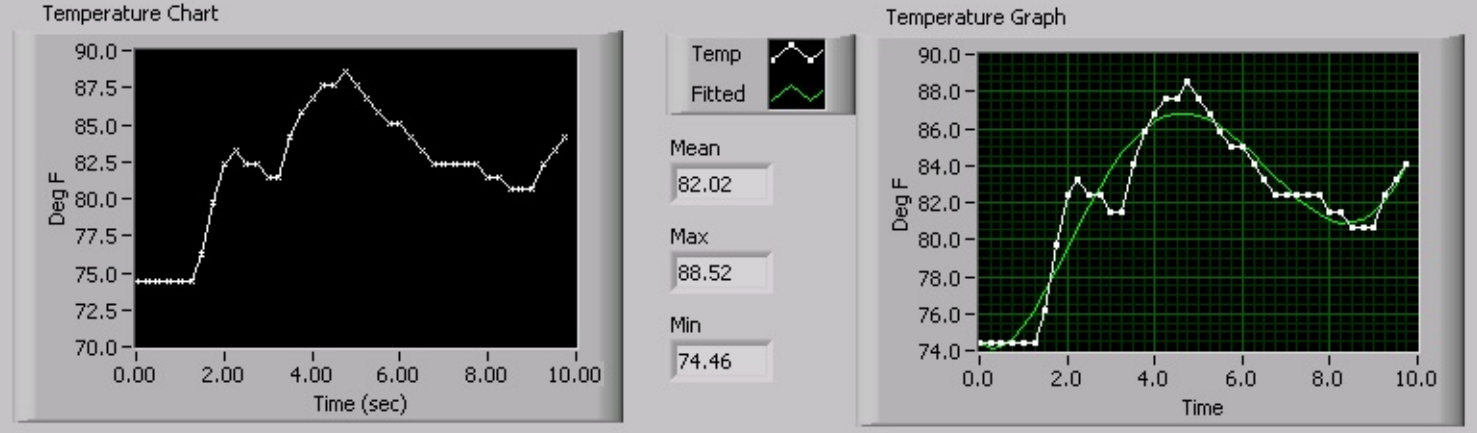 Temperature Chart
Deg F
90.0
87.5
85.0
82.5
80.0
77.5
75.0
72.5
70.0
0.00 2.00 4.00 6.00 8.00 10.00
Time (sec)
Temp
Fitted
Mean
82.02
Max
88.52
Min
74.46
Temperature Graph
Deg F
90.0
88.0
86.0
84.0
82.0
80.0
78.0
76.0
74.0
0.0 2.0 4.0 6.0 8.0 10.0
Time